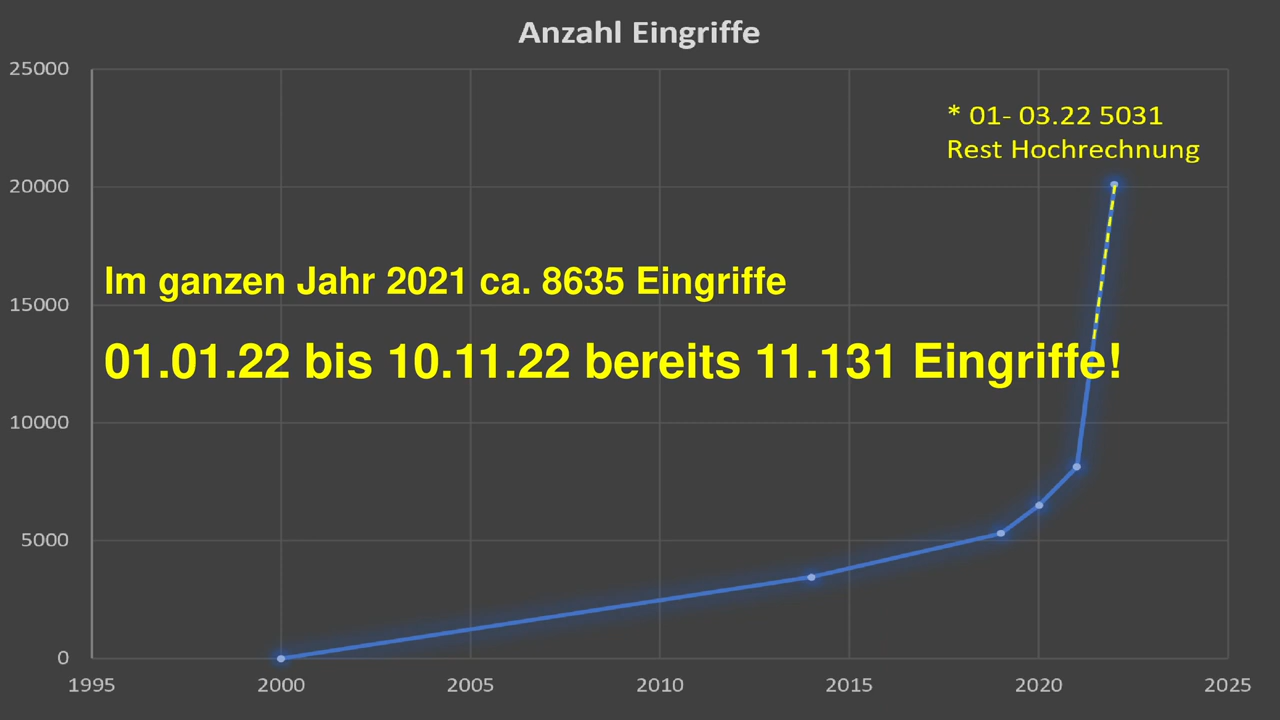 Anzahl Eingriffe
25000
* 01- 03.22 5031
Rest Hochrechnung
20000
Im ganzen Jahr 2021 ca. 8635 Eingriffe
15000
01.01.22 bis 10.11.22 bereits 11.131 Eingriffe!
10000
5000
0
1995 2000 2005 2010 2015 2020 2025